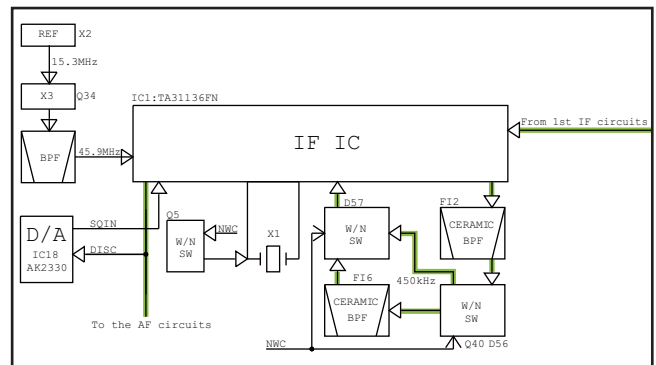 REF X2
15.3MHz
X3 Q34
IC1:TA31136FN
IF IC
From 1st IF circuits
BPF 45.9MHz
D/A
IC18
AK2330
SQIN
DISC
Q5
W/N
SW
NWC
X1
D57
W/N
SW
FI2
CERAMIC
BPF
450kHz
FI6
CERAMIC
BPF
W/N
SW
Q40 D56
NWC
To the AF circuits